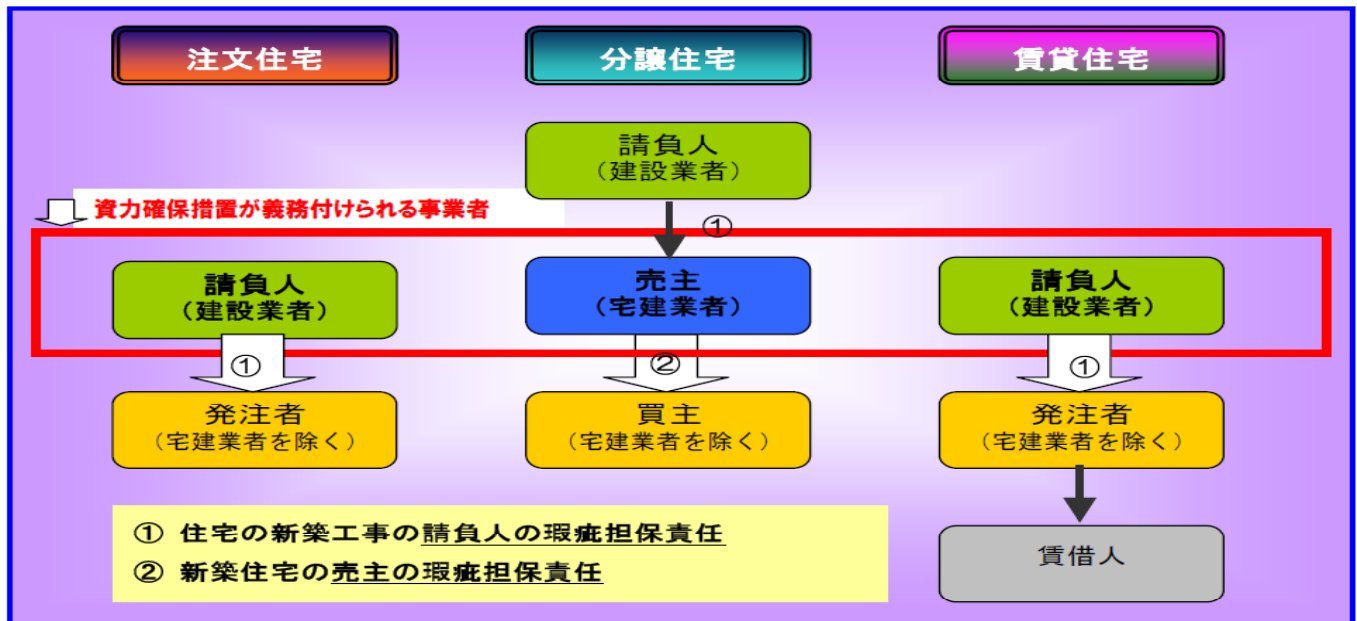 注文住宅
分譲住宅
賃貸住宅
請負人
（建設業者）
資力確保措置が義務付けられる事業者
①
請負人
（建設業者）
売主
（宅建業者）
請負人
（建設業者）
①
②
①
発注者
（宅建業者を除く）
買主
（宅建業者を除く）
発注者
（宅建業者を除く）
① 住宅の新築工事の請負人の瑕疵担保責任
② 新築住宅の売主の瑕疵担保責任
賃借人